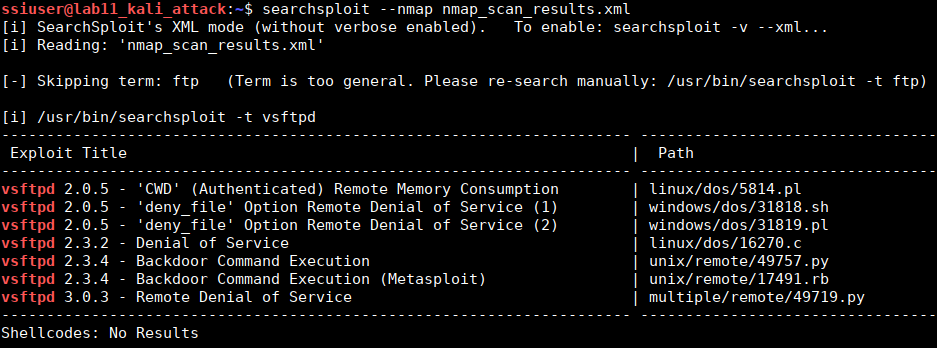 ssiuser@lab11_kali_attack:~$ searchsploit --nmap nmap_scan_results.xml
[i] SearchSploit's XML mode (without verbose enabled).   To enable: searchsploit -v --xml...
[i] Reading: 'nmap_scan_results.xml'

[-] Skipping term: ftp   (Term is too general. Please re-search manually: /usr/bin/searchsploit -t ftp)

[i] /usr/bin/searchsploit -t vsftpd
---------------------------------------------------------------------- ---------------------------------
 Exploit Title                                                        |  Path
---------------------------------------------------------------------- ---------------------------------
vsftpd 2.0.5 - 'CWD' (Authenticated) Remote Memory Consumption        | linux/dos/5814.pl
vsftpd 2.0.5 - 'deny_file' Option Remote Denial of Service (1)        | windows/dos/31818.sh
vsftpd 2.0.5 - 'deny_file' Option Remote Denial of Service (2)        | windows/dos/31819.pl
vsftpd 2.3.2 - Denial of Service                                      | linux/dos/16270.c
vsftpd 2.3.4 - Backdoor Command Execution                             | unix/remote/49757.py
vsftpd 2.3.4 - Backdoor Command Execution (Metasploit)                | unix/remote/17491.rb
vsftpd 3.0.3 - Remote Denial of Service                               | multiple/remote/49719.py
---------------------------------------------------------------------- ---------------------------------
Shellcodes: No Results